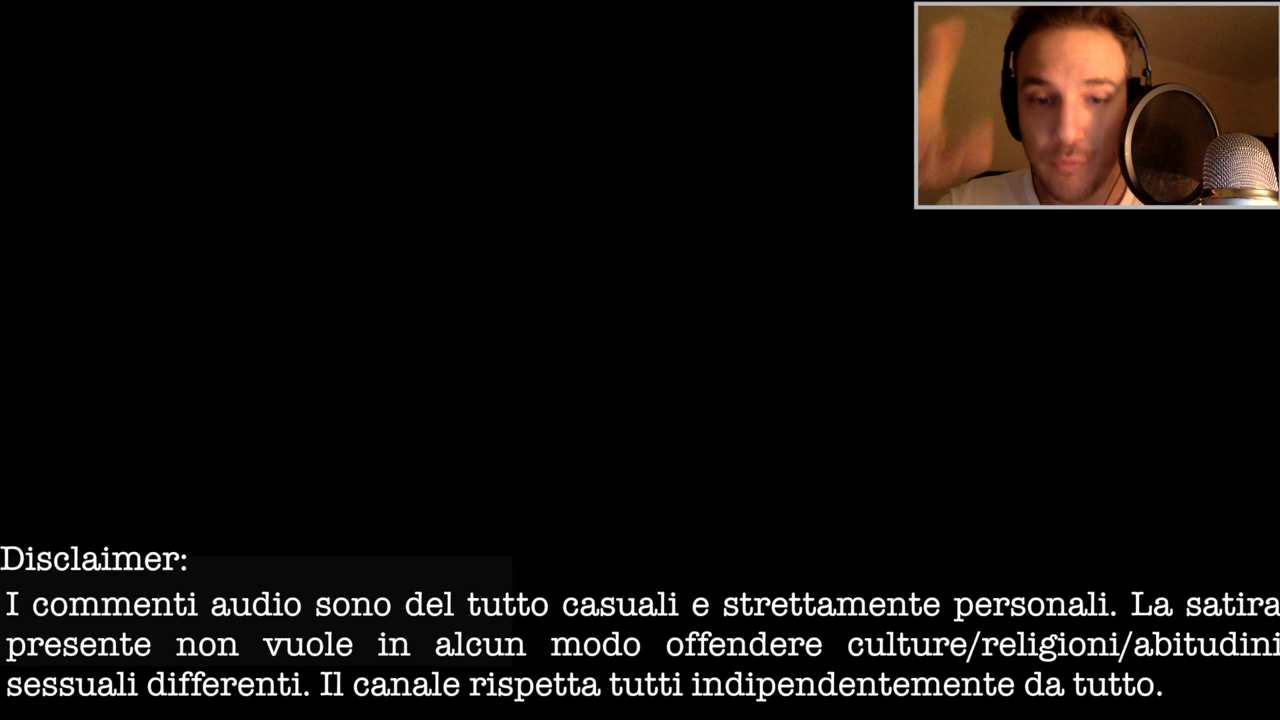 Disclaimer:
I commenti audio sono del tutto casuali e strettamente personali. La satira
presente non vuole in alcun modo offendere culture/religioni/abitudini
sessuali differenti. Il canale rispetta tutti indipendentemente da tutto.